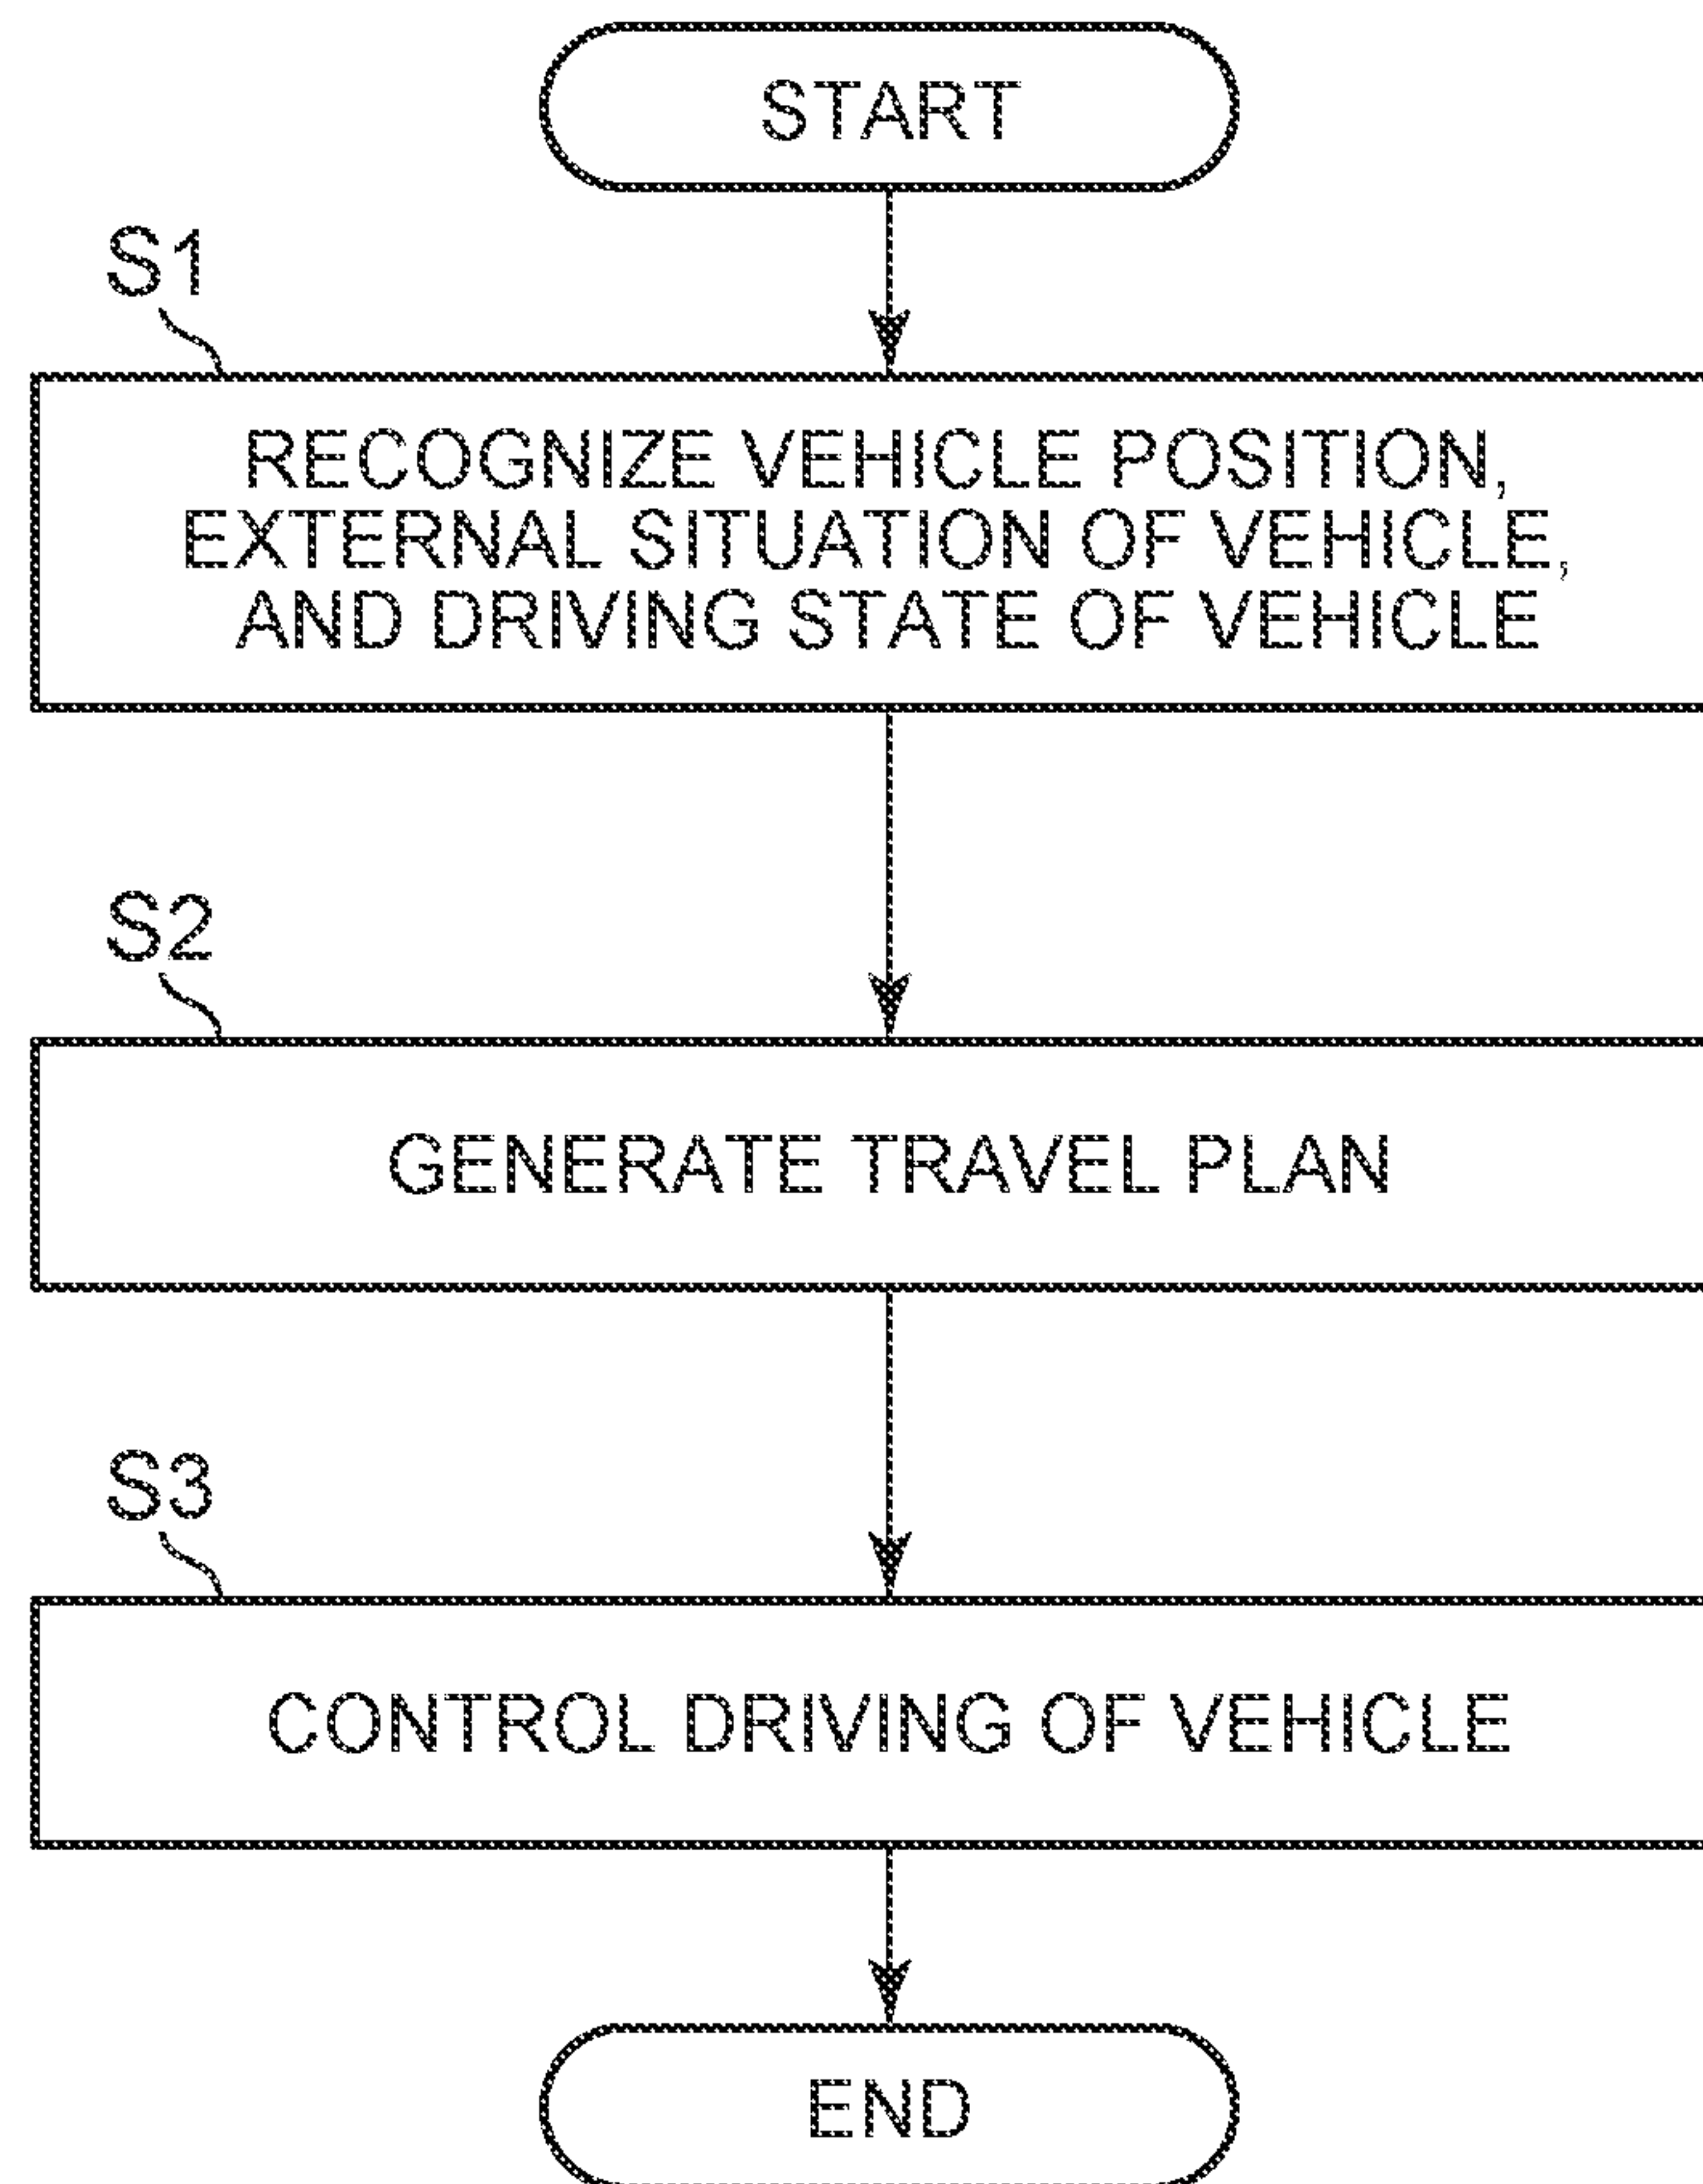 START
S1
RECOGNIZE VEHICLE POSITION,
EXTERNAL SITUATION OF VEHICLE,
AND DRIVING STATE OF VEHICLE
S2
GENERATE TRAVEL PLAN
S3
CONTROL DRIVING OF VEHICLE
END